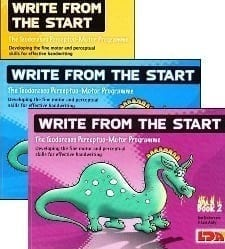 WRITE FROM
THE START
The Teodorescu Perceptuo-Motor Programme
Developing the fine motor and perceptual
skills for effective handwriting
WRITE FROM THE START
The Teodorescu Perceptuo-Motor Programme
Developing the fine motor and perceptual
skills for effective handwriting
WRITE FROM THE START
The Teodorescu Perceptuo-Motor Programme
Developing the fine motor and perceptual
skills for effective handwriting
BOOK 2
LDA